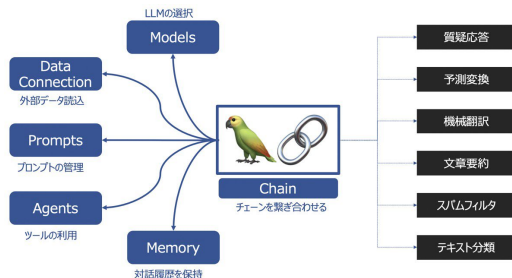 LLMの選択
Models
Data
Connection
外部データ読込
Prompts
プロンプトの管理
Agents
ツールの利用
Memory
対話履歴を保持
Chain
チェーンを繋ぎ合わせる
質疑応答
予測変換
機械翻訳
文章要約
スパムフィルタ
テキスト分類